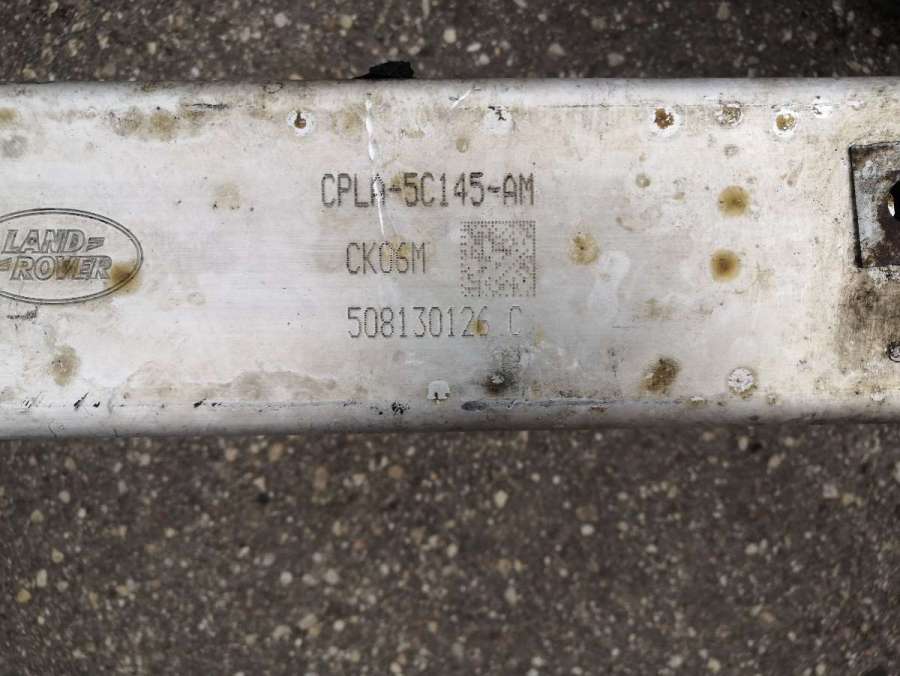 CPLA-5C145-AM
LAND
ROVER
CK06M
508130126 C